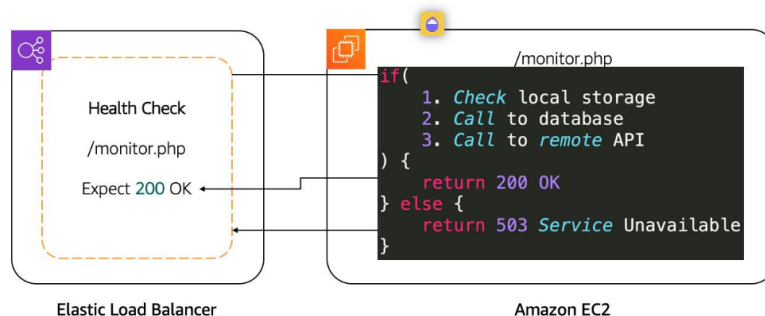 Health Check
/monitor.php
Expect 200 OK
Elastic Load Balancer
/monitor.php
if(
1. Check local storage
2. Call to database
3. Call to remote API
) {
return 200 OK
} else {
return 503 Service Unavailable
}
Amazon EC2